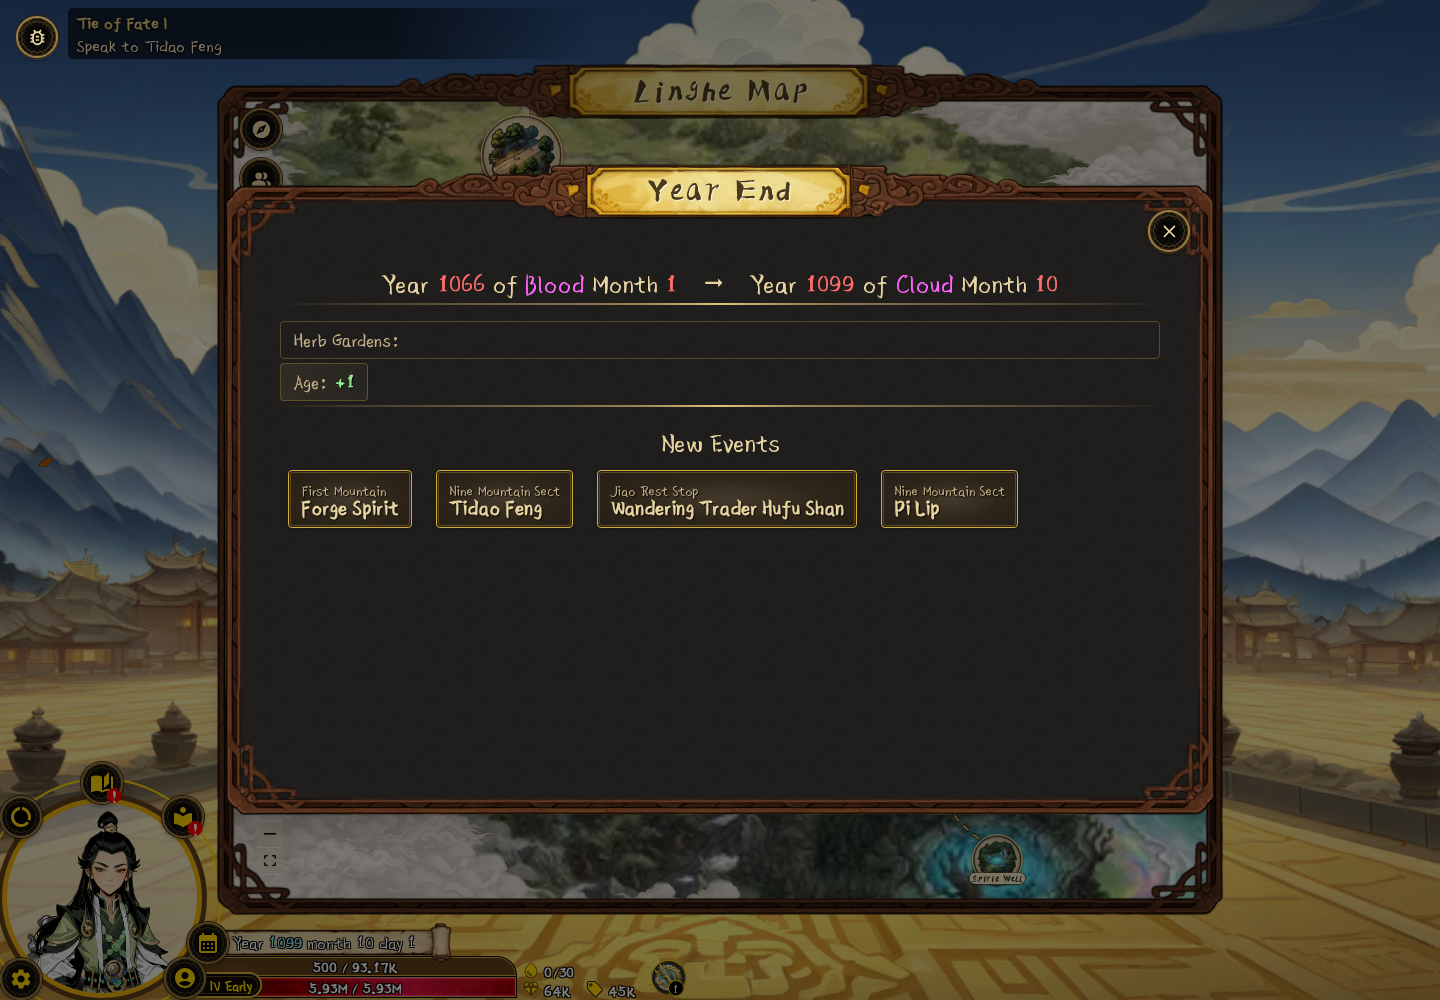 Tie of Fate 1
Speak to Tidao Feng
Linghe Map
Year End
Year 1066 of Blood Month 1 → Year 1099 of Cloud Month 10
Herb Gardens:
Age: +1
New Events
First Mountain
Forge Spirit
Nine Mountain Sect
Tidao Feng
Jiao Rest Stop
Wandering Trader Hufu Shan
Nine Mountain Sect
Pi Lip
Spirit Well
Year 1099 month 10 day 1
500 / 93.17K
IV Early
5.93M / 5.93M
0/30
64K
45K
f